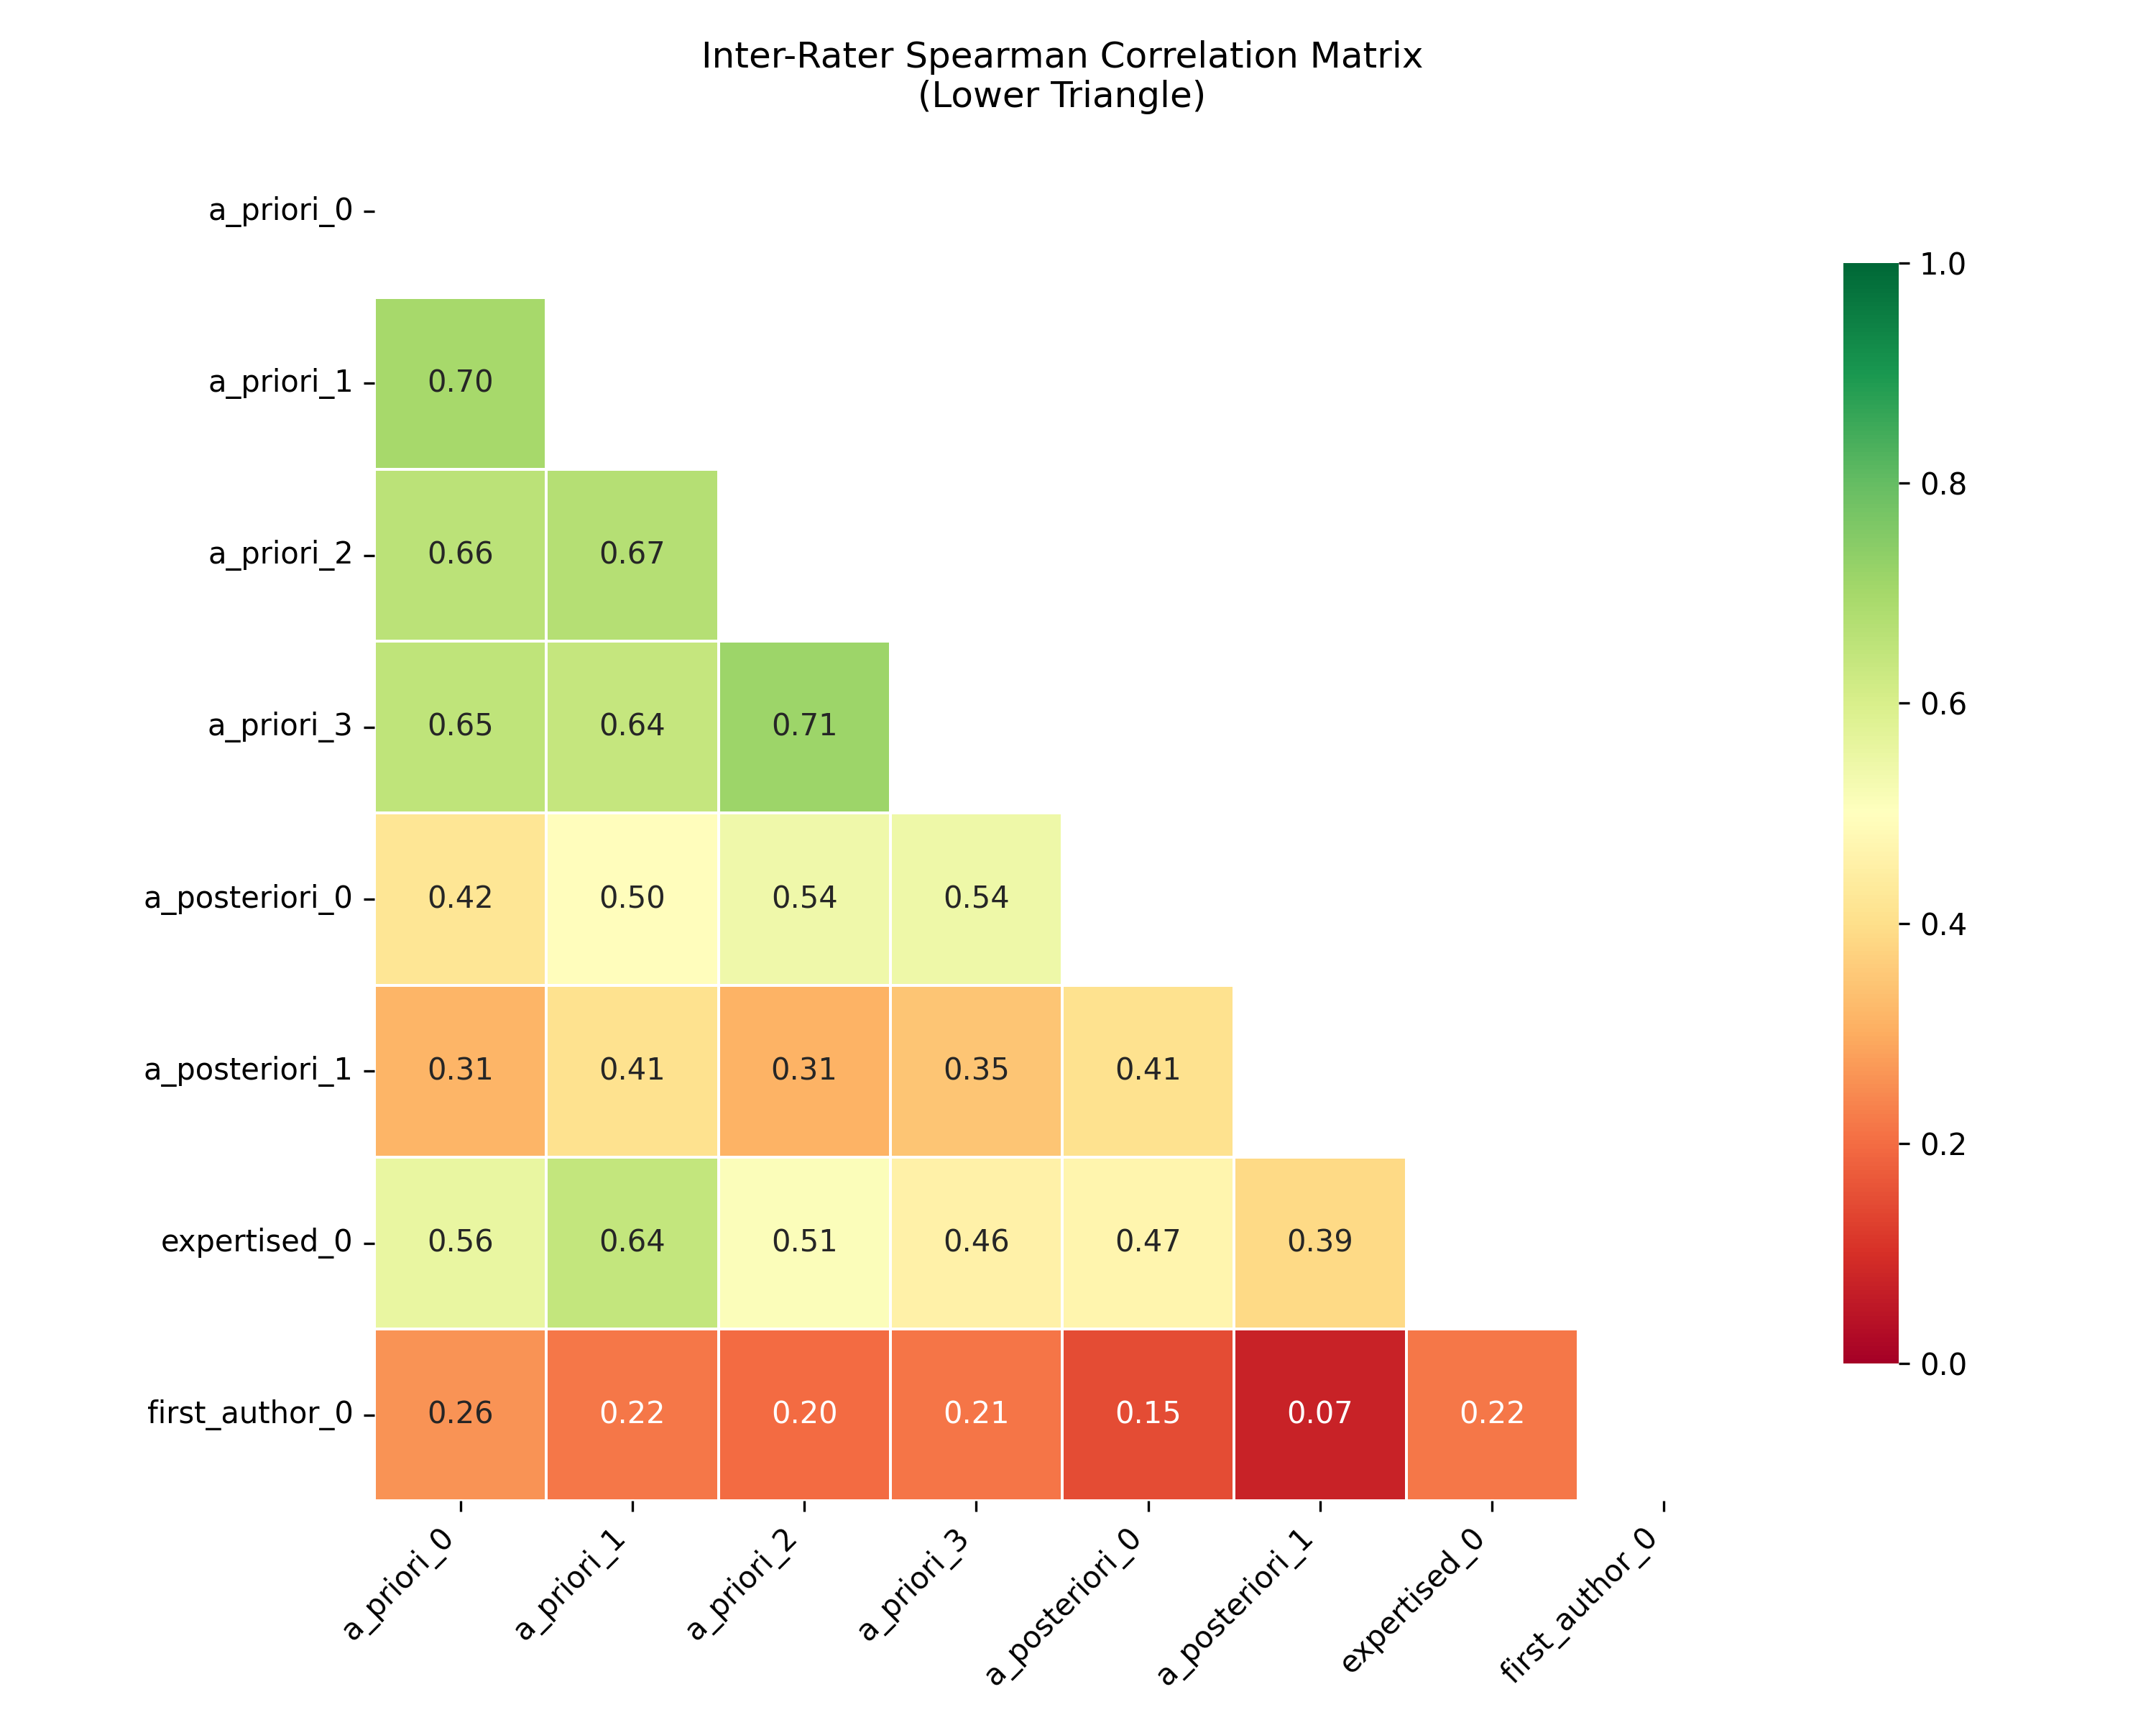 Inter-Rater Spearman Correlation Matrix
(Lower Triangle)
a_priori_0
a_priori_1 0.70
a_priori_2 0.66 0.67
a_priori_3 0.65 0.64 0.71
a_posteriori_0 0.42 0.50 0.54 0.54
a_posteriori_1 0.31 0.41 0.31 0.35 0.41
expertised_0 0.56 0.64 0.51 0.46 0.47 0.39
first_author_0 0.26 0.22 0.20 0.21 0.15 0.07 0.22
a_priori_0 a_priori_1 a_priori_2 a_priori_3 a_posteriori_0 a_posteriori_1 expertised_0 first_author_0
1.0
0.8
0.6
0.4
0.2
0.0